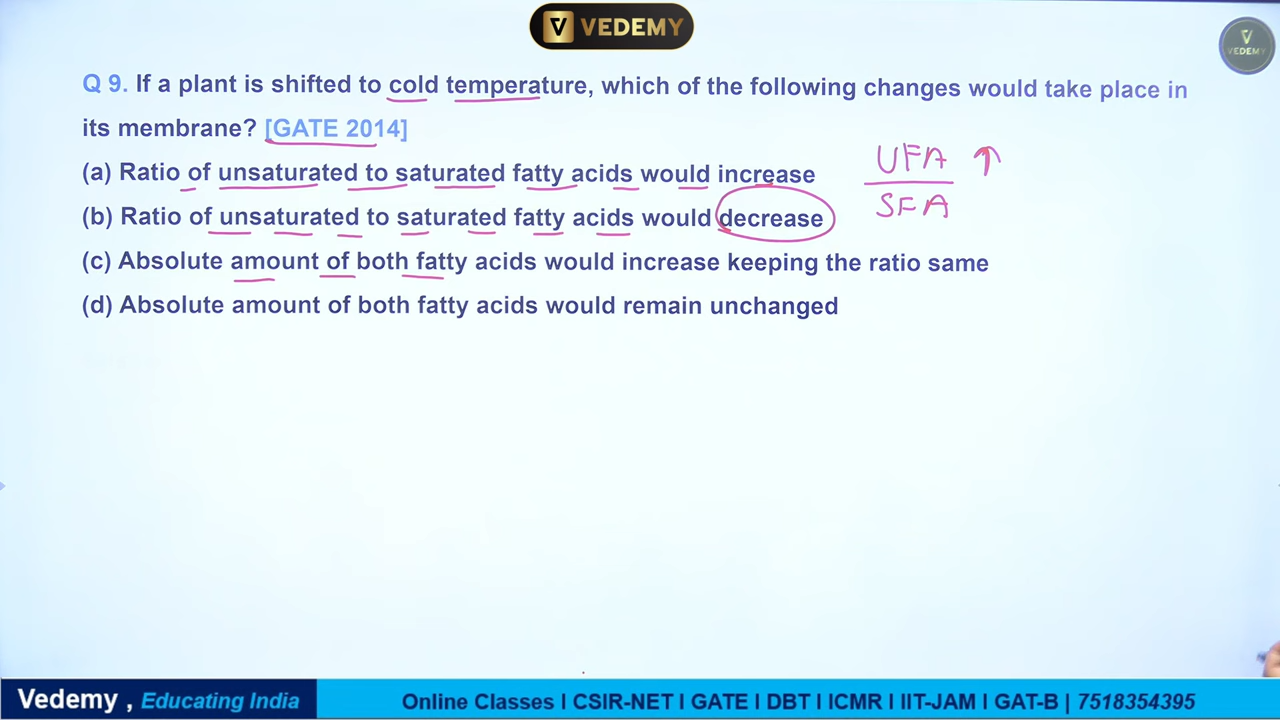 VEDEMY
V
VEDEMY
Q 9. If a plant is shifted to cold temperature, which of the following changes would take place in
its membrane? [GATE 2014]
(a) Ratio of unsaturated to saturated fatty acids would increase
UFA ↑
SFA
(b) Ratio of unsaturated to saturated fatty acids would decrease
(c) Absolute amount of both fatty acids would increase keeping the ratio same
(d) Absolute amount of both fatty acids would remain unchanged
Vedemy , Educating India
Online Classes I CSIR-NET I GATE I DBT I ICMR I IIT-JAM I GAT-B | 7518354395